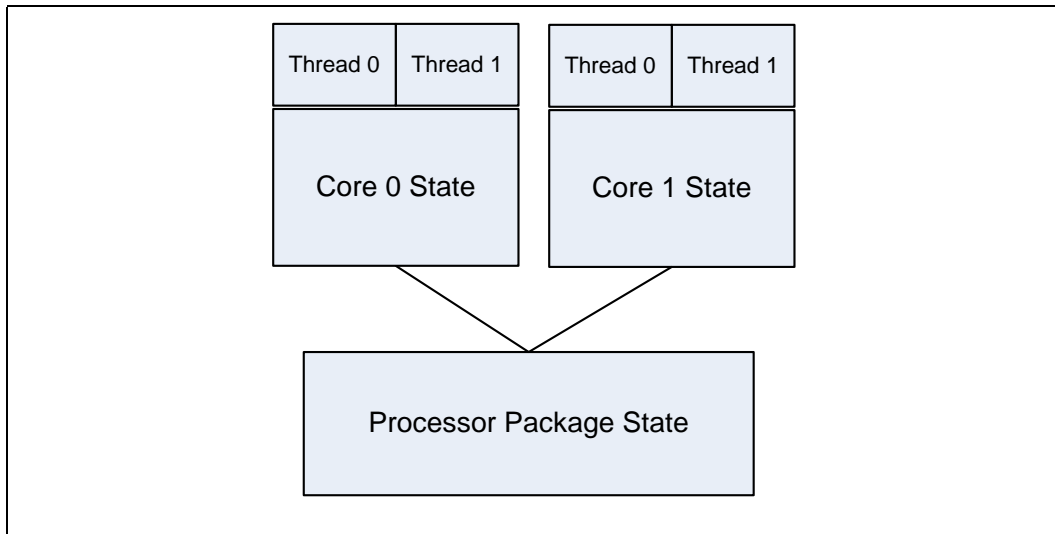 Thread 0
Thread 1
Thread 0
Thread 1
Core 0 State
Core 1 State
Processor Package State